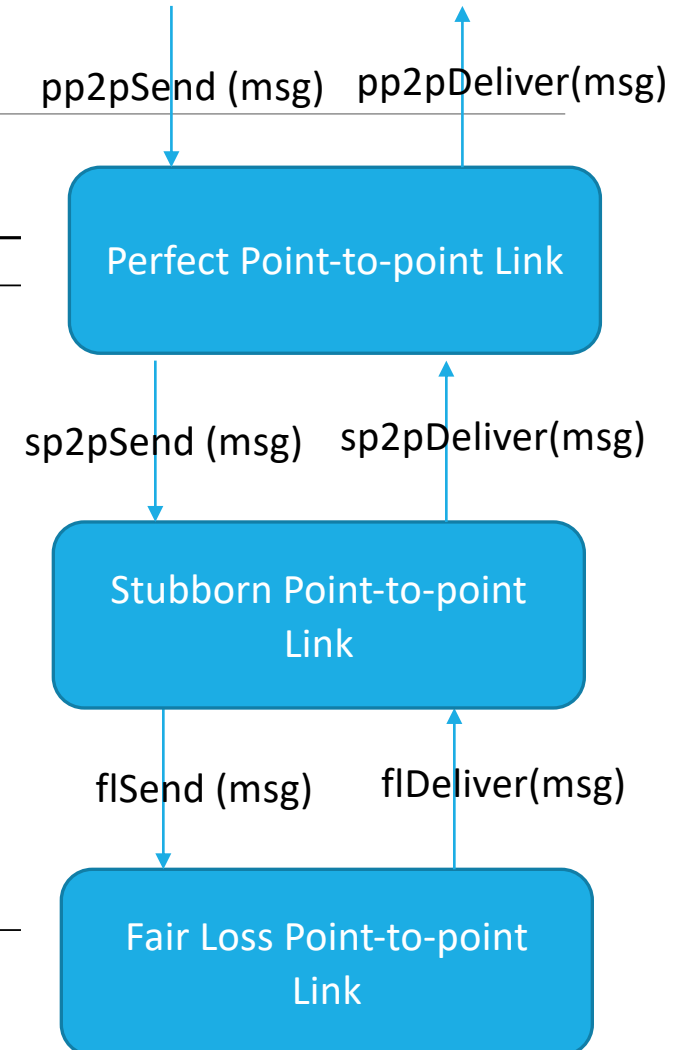 pp2pSend (msg) pp2pDeliver(msg)
Perfect Point-to-point Link
sp2pSend (msg) sp2pDeliver(msg)
Stubborn Point-to-point
Link
flSend (msg) flDeliver(msg)
Fair Loss Point-to-point
Link